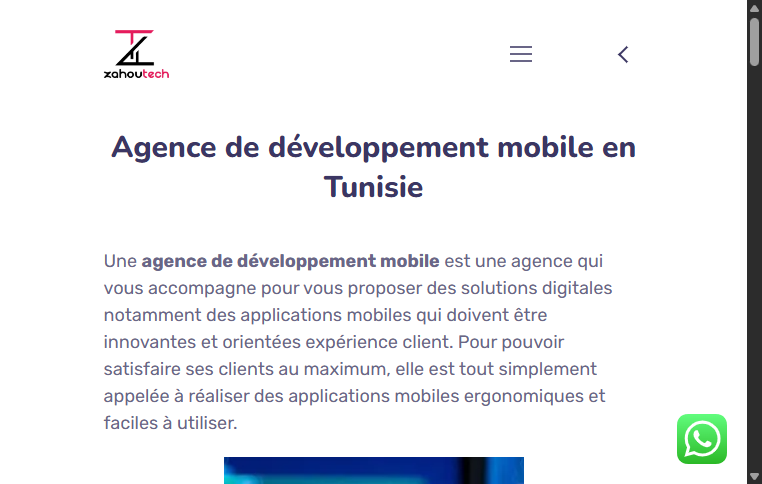 zahoutech
Agence de développement mobile en
Tunisie
Une agence de développement mobile est une agence qui
vous accompagne pour vous proposer des solutions digitales
notamment des applications mobiles qui doivent être
innovantes et orientées expérience client. Pour pouvoir
satisfaire ses clients au maximum, elle est tout simplement
appelée à réaliser des applications mobiles ergonomiques et
faciles à utiliser.